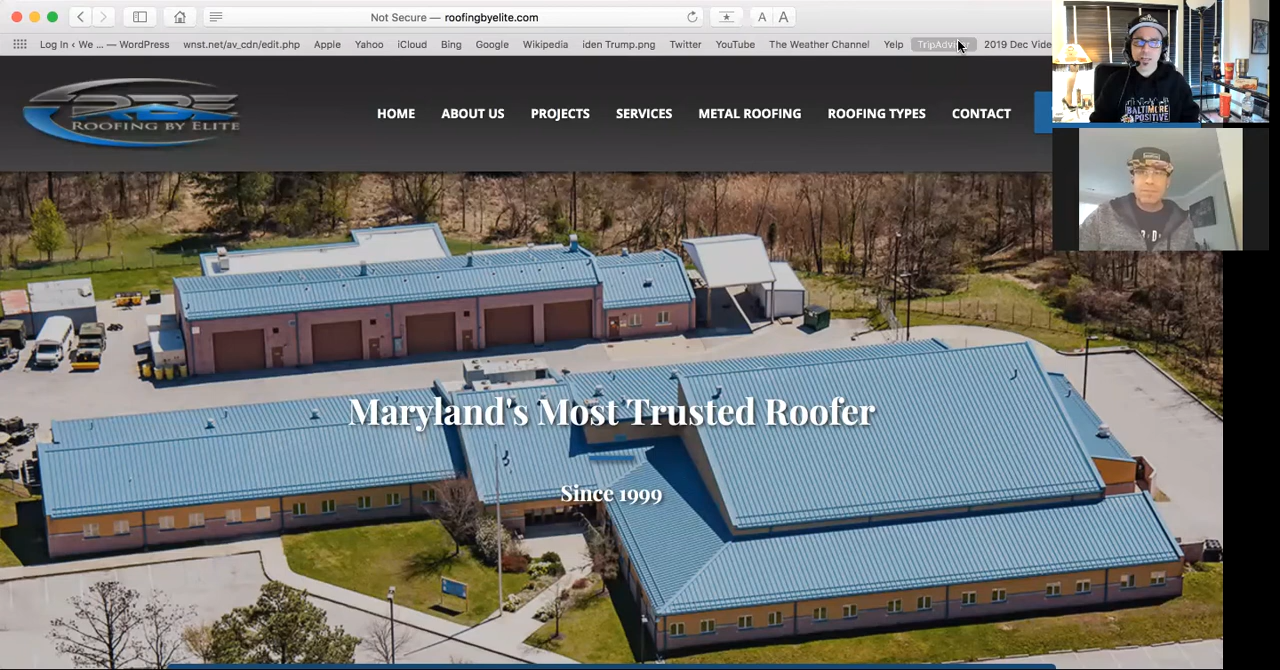 Not Secure — roofingbyelite.com
A A
Log In ‹ We ... — WordPress wnst.net/av_cdn/edit.php Apple Yahoo iCloud Bing Google Wikipedia iden Trump.png Twitter YouTube The Weather Channel Yelp TripAdvisor 2019 Dec Vide
RBE
ROOFING BY ELITE
HOME ABOUT US PROJECTS SERVICES METAL ROOFING ROOFING TYPES CONTACT
BALTIMORE
POSITIVE
Maryland's Most Trusted Roofer
Since 1999